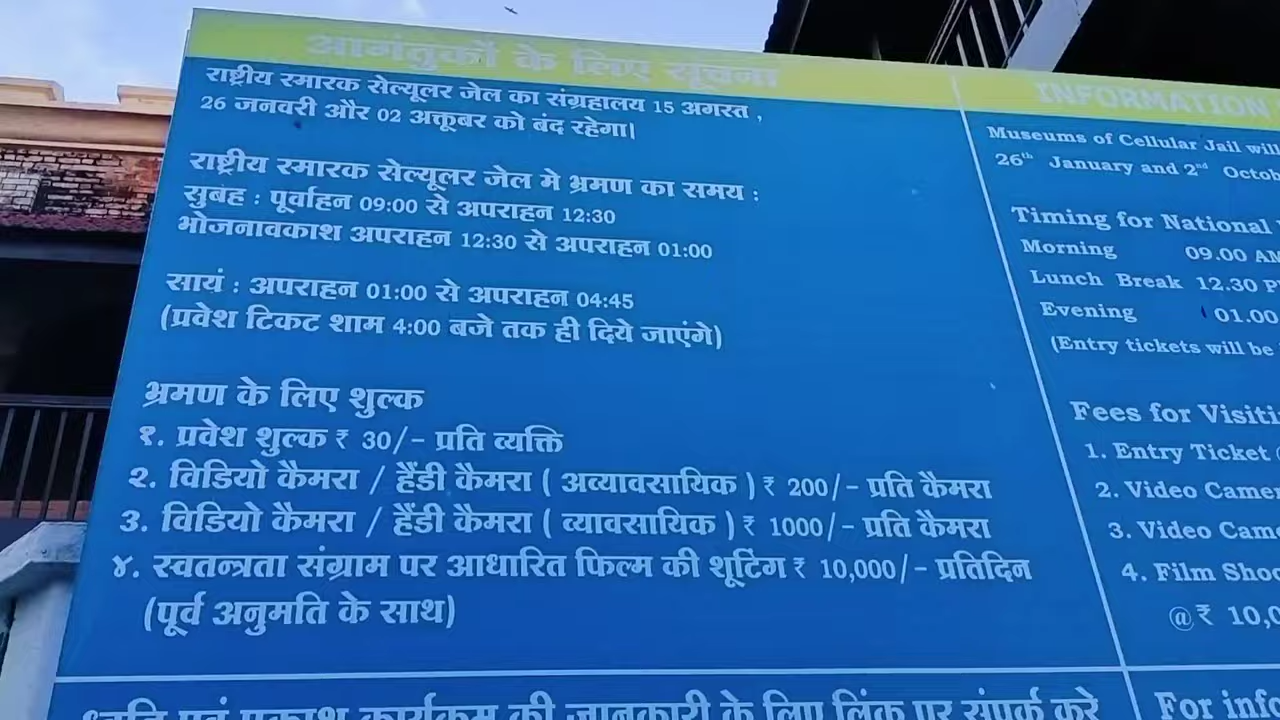 आगंतुकों के लिए सूचना
राष्ट्रीय स्मारक सेल्यूलर जेल का संग्रहालय 15 अगस्त ,
26 जनवरी और 02 अक्तूबर को बंद रहेगा।
राष्ट्रीय स्मारक सेल्यूलर जेल मे भ्रमण का समय :
सुबह : पूर्वाहन 09:00 से अपराहन 12:30
भोजनावकाश अपराहन 12:30 से अपराहन 01:00
सायं : अपराहन 01:00 से अपराहन 04:45
(प्रवेश टिकट शाम 4:00 बजे तक ही दिये जाएंगे)
भ्रमण के लिए शुल्क
१. प्रवेश शुल्क ₹ 30/- प्रति व्यक्ति
२. विडियो कैमरा / हैंडी कैमरा ( अव्यावसायिक ) ₹ 200/- प्रति कैमरा
३. विडियो कैमरा / हैंडी कैमरा ( व्यावसायिक ) ₹ 1000/- प्रति कैमरा
४. स्वतन्त्रता संग्राम पर आधारित फिल्म की शूटिंग ₹ 10,000/- प्रतिदिन
(पूर्व अनुमति के साथ)
ध्वनि एवं प्रकाश कार्यक्रम की जानकारी के लिए लिंक पर संपर्क करे
INFORMATION
Museums of Cellular Jail will
26th January and 2nd Octob
Timing for National
Morning 09.00 AM
Lunch Break 12.30 P
Evening 01.00
(Entry tickets will be
Fees for Visiti
1. Entry Ticket
2. Video Camer
3. Video Came
4. Film Shoo
@ ₹ 10,0
For info